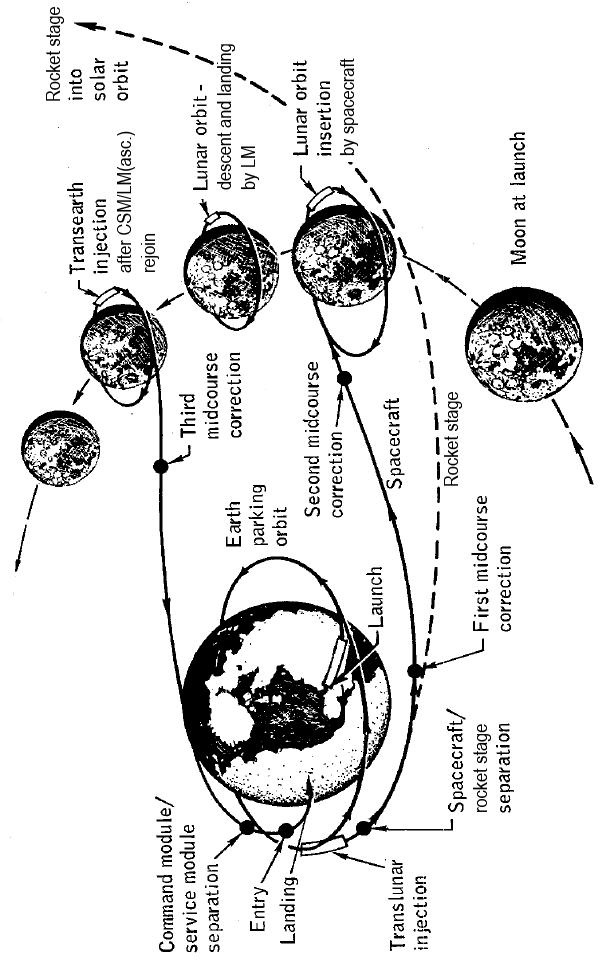 Rocket stage
into
solar
orbit
Transearth
injection
after CSM/LM(asc.)
rejoin
Lunar orbit -
descent and landing
by LM
Lunar orbit
insertion
by spacecraft
Moon at launch
Third
midcourse
correction
Second midcourse
correction
Spacecraft
Rocket stage
Earth
parking
orbit
Launch
First midcourse
correction
Command module/
service module
separation
Entry
Landing
Translunar
injection
Spacecraft/
rocket stage
separation